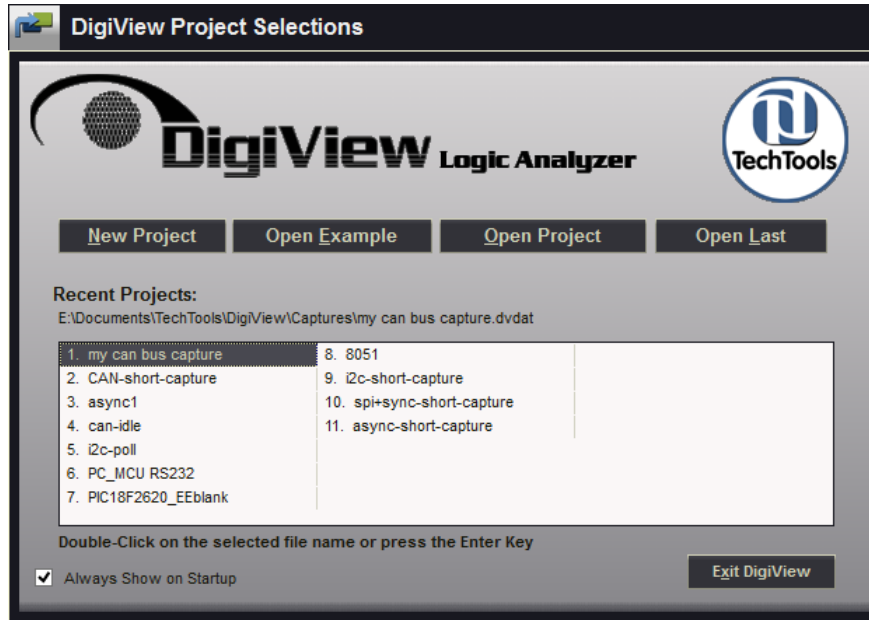 DigiView Project Selections
DigiView Logic Analyzer
TechTools
New Project Open Example Open Project Open Last
Recent Projects:
E:\Documents\TechTools\DigiView\Captures\my can bus capture.dvdat
1. my can bus capture
2. CAN-short-capture
3. async1
4. can-idle
5. i2c-poll
6. PC_MCU RS232
7. PIC18F2620_EEblank
8. 8051
9. i2c-short-capture
10. spi+sync-short-capture
11. async-short-capture
Double-Click on the selected file name or press the Enter Key
Always Show on Startup
Exit DigiView